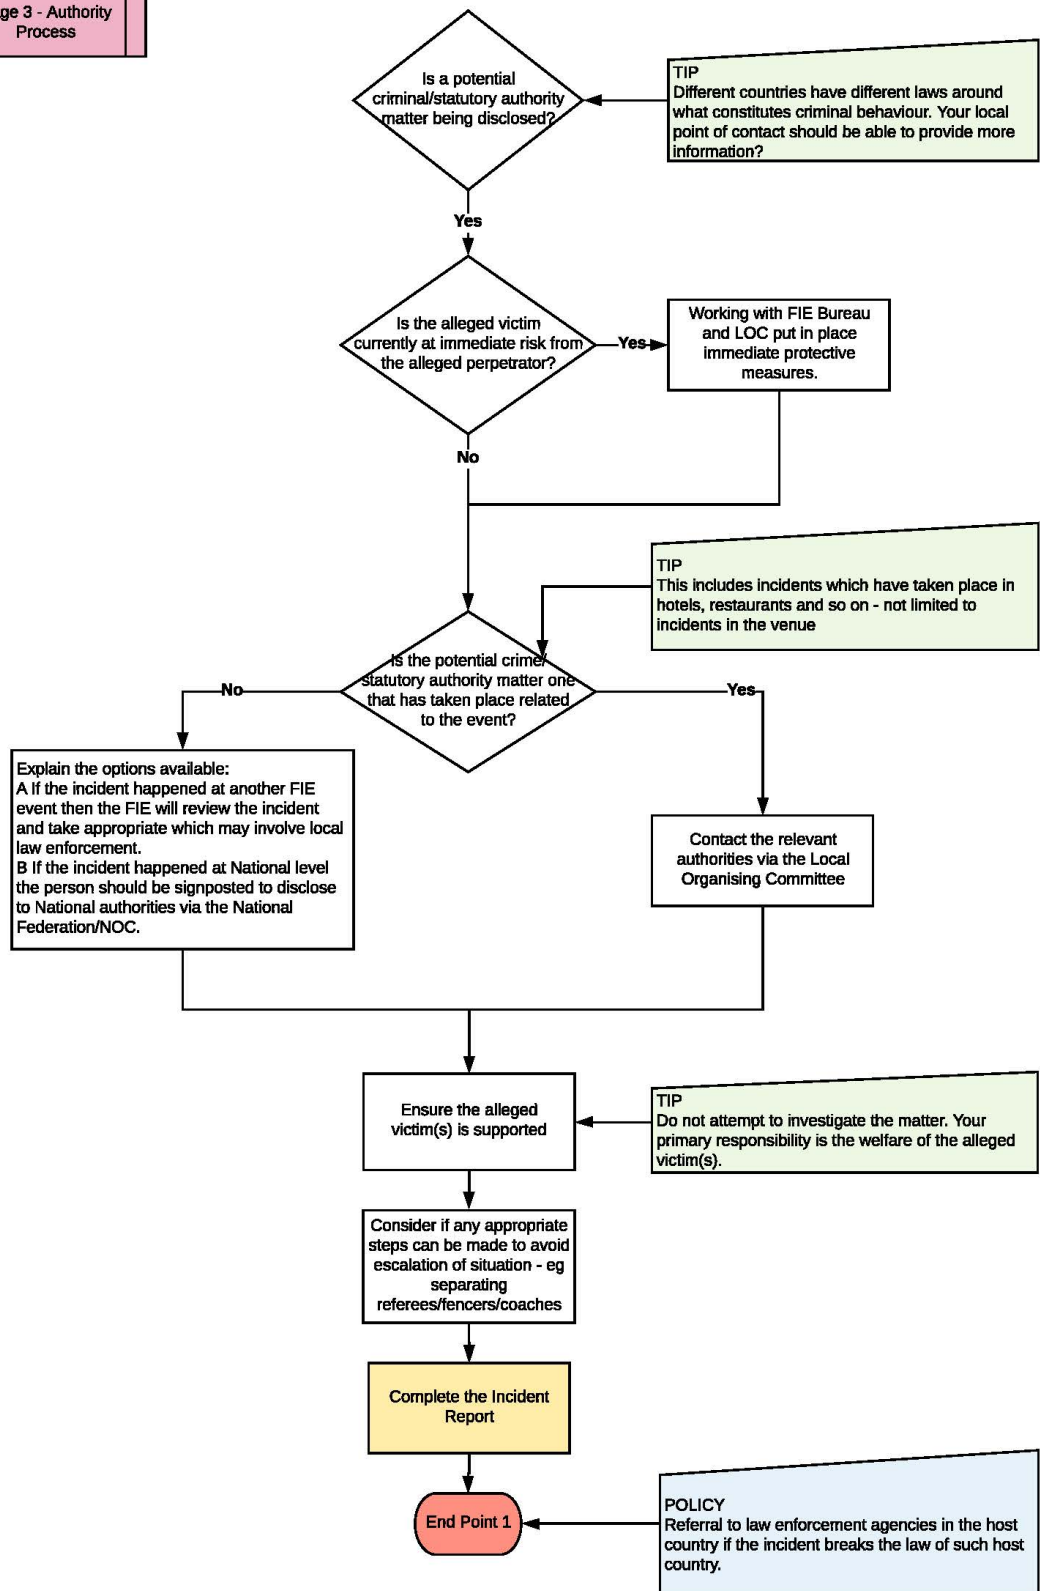 ge 3 - Authority
Process
Is a potential
criminal/statutory authority
matter being disclosed?
TIP
Different countries have different laws around
what constitutes criminal behaviour. Your local
point of contact should be able to provide more
information?
Yes
Is the alleged victim
currently at immediate risk from
the alleged perpetrator?
Yes
Working with FIE Bureau
and LOC put in place
immediate protective
measures.
No
TIP
This includes incidents which have taken place in
hotels, restaurants and so on - not limited to
incidents in the venue
Is the potential crime/
statutory authority matter one
that has taken place related
to the event?
No
Yes
Explain the options available:
A If the incident happened at another FIE
event then the FIE will review the incident
and take appropriate which may involve local
law enforcement.
B If the incident happened at National level
the person should be signposted to disclose
to National authorities via the National
Federation/NOC.
Contact the relevant
authorities via the Local
Organising Committee
Ensure the alleged
victim(s) is supported
TIP
Do not attempt to investigate the matter. Your
primary responsibility is the welfare of the alleged
victim(s).
Consider if any appropriate
steps can be made to avoid
escalation of situation - eg
separating
referees/fencers/coaches
Complete the Incident
Report
End Point 1
POLICY
Referral to law enforcement agencies in the host
country if the incident breaks the law of such host
country.